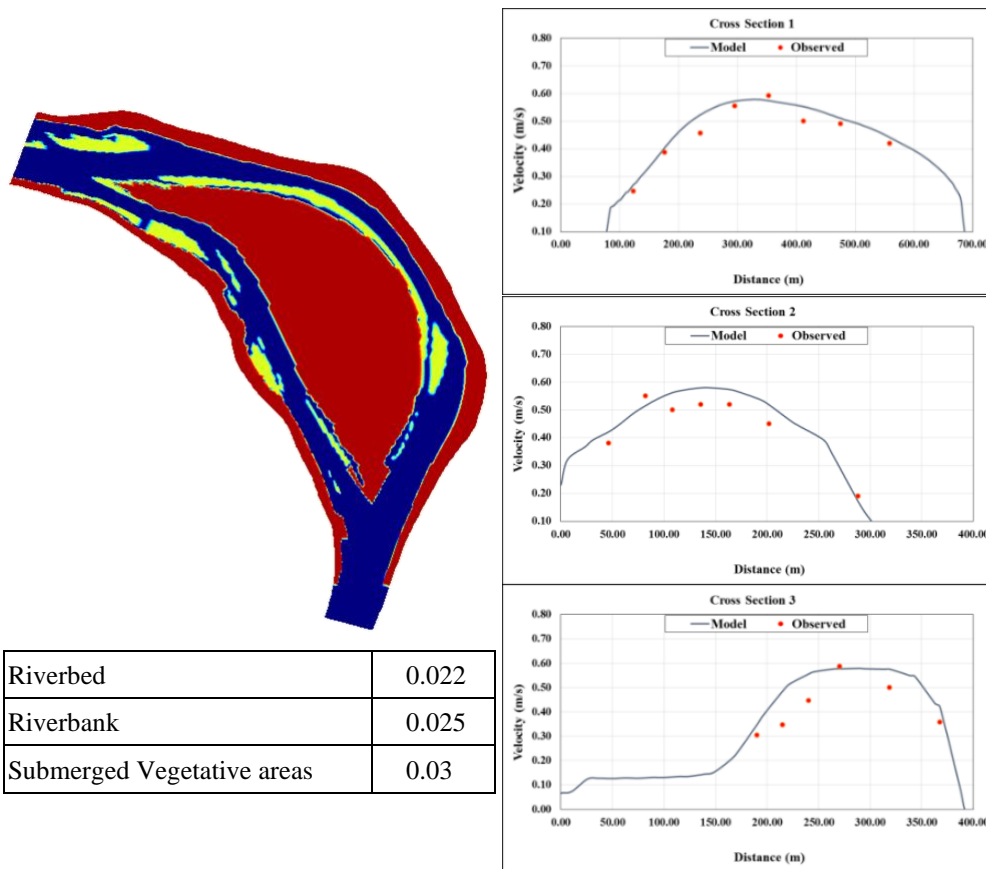 Riverbed 0.022
Riverbank 0.025
Submerged Vegetative areas 0.03
Cross Section 1
Model Observed
Velocity (m/s)
0.80
0.70
0.60
0.50
0.40
0.30
0.20
0.10
0.00 100.00 200.00 300.00 400.00 500.00 600.00 700.00
Distance (m)
Cross Section 2
Model Observed
Velocity (m/s)
0.80
0.70
0.60
0.50
0.40
0.30
0.20
0.10
0.00 50.00 100.00 150.00 200.00 250.00 300.00 350.00 400.00
Distance (m)
Cross Section 3
Model Observed
Velocity (m/s)
0.80
0.70
0.60
0.50
0.40
0.30
0.20
0.10
0.00
0.00 50.00 100.00 150.00 200.00 250.00 300.00 350.00 400.00
Distance (m)